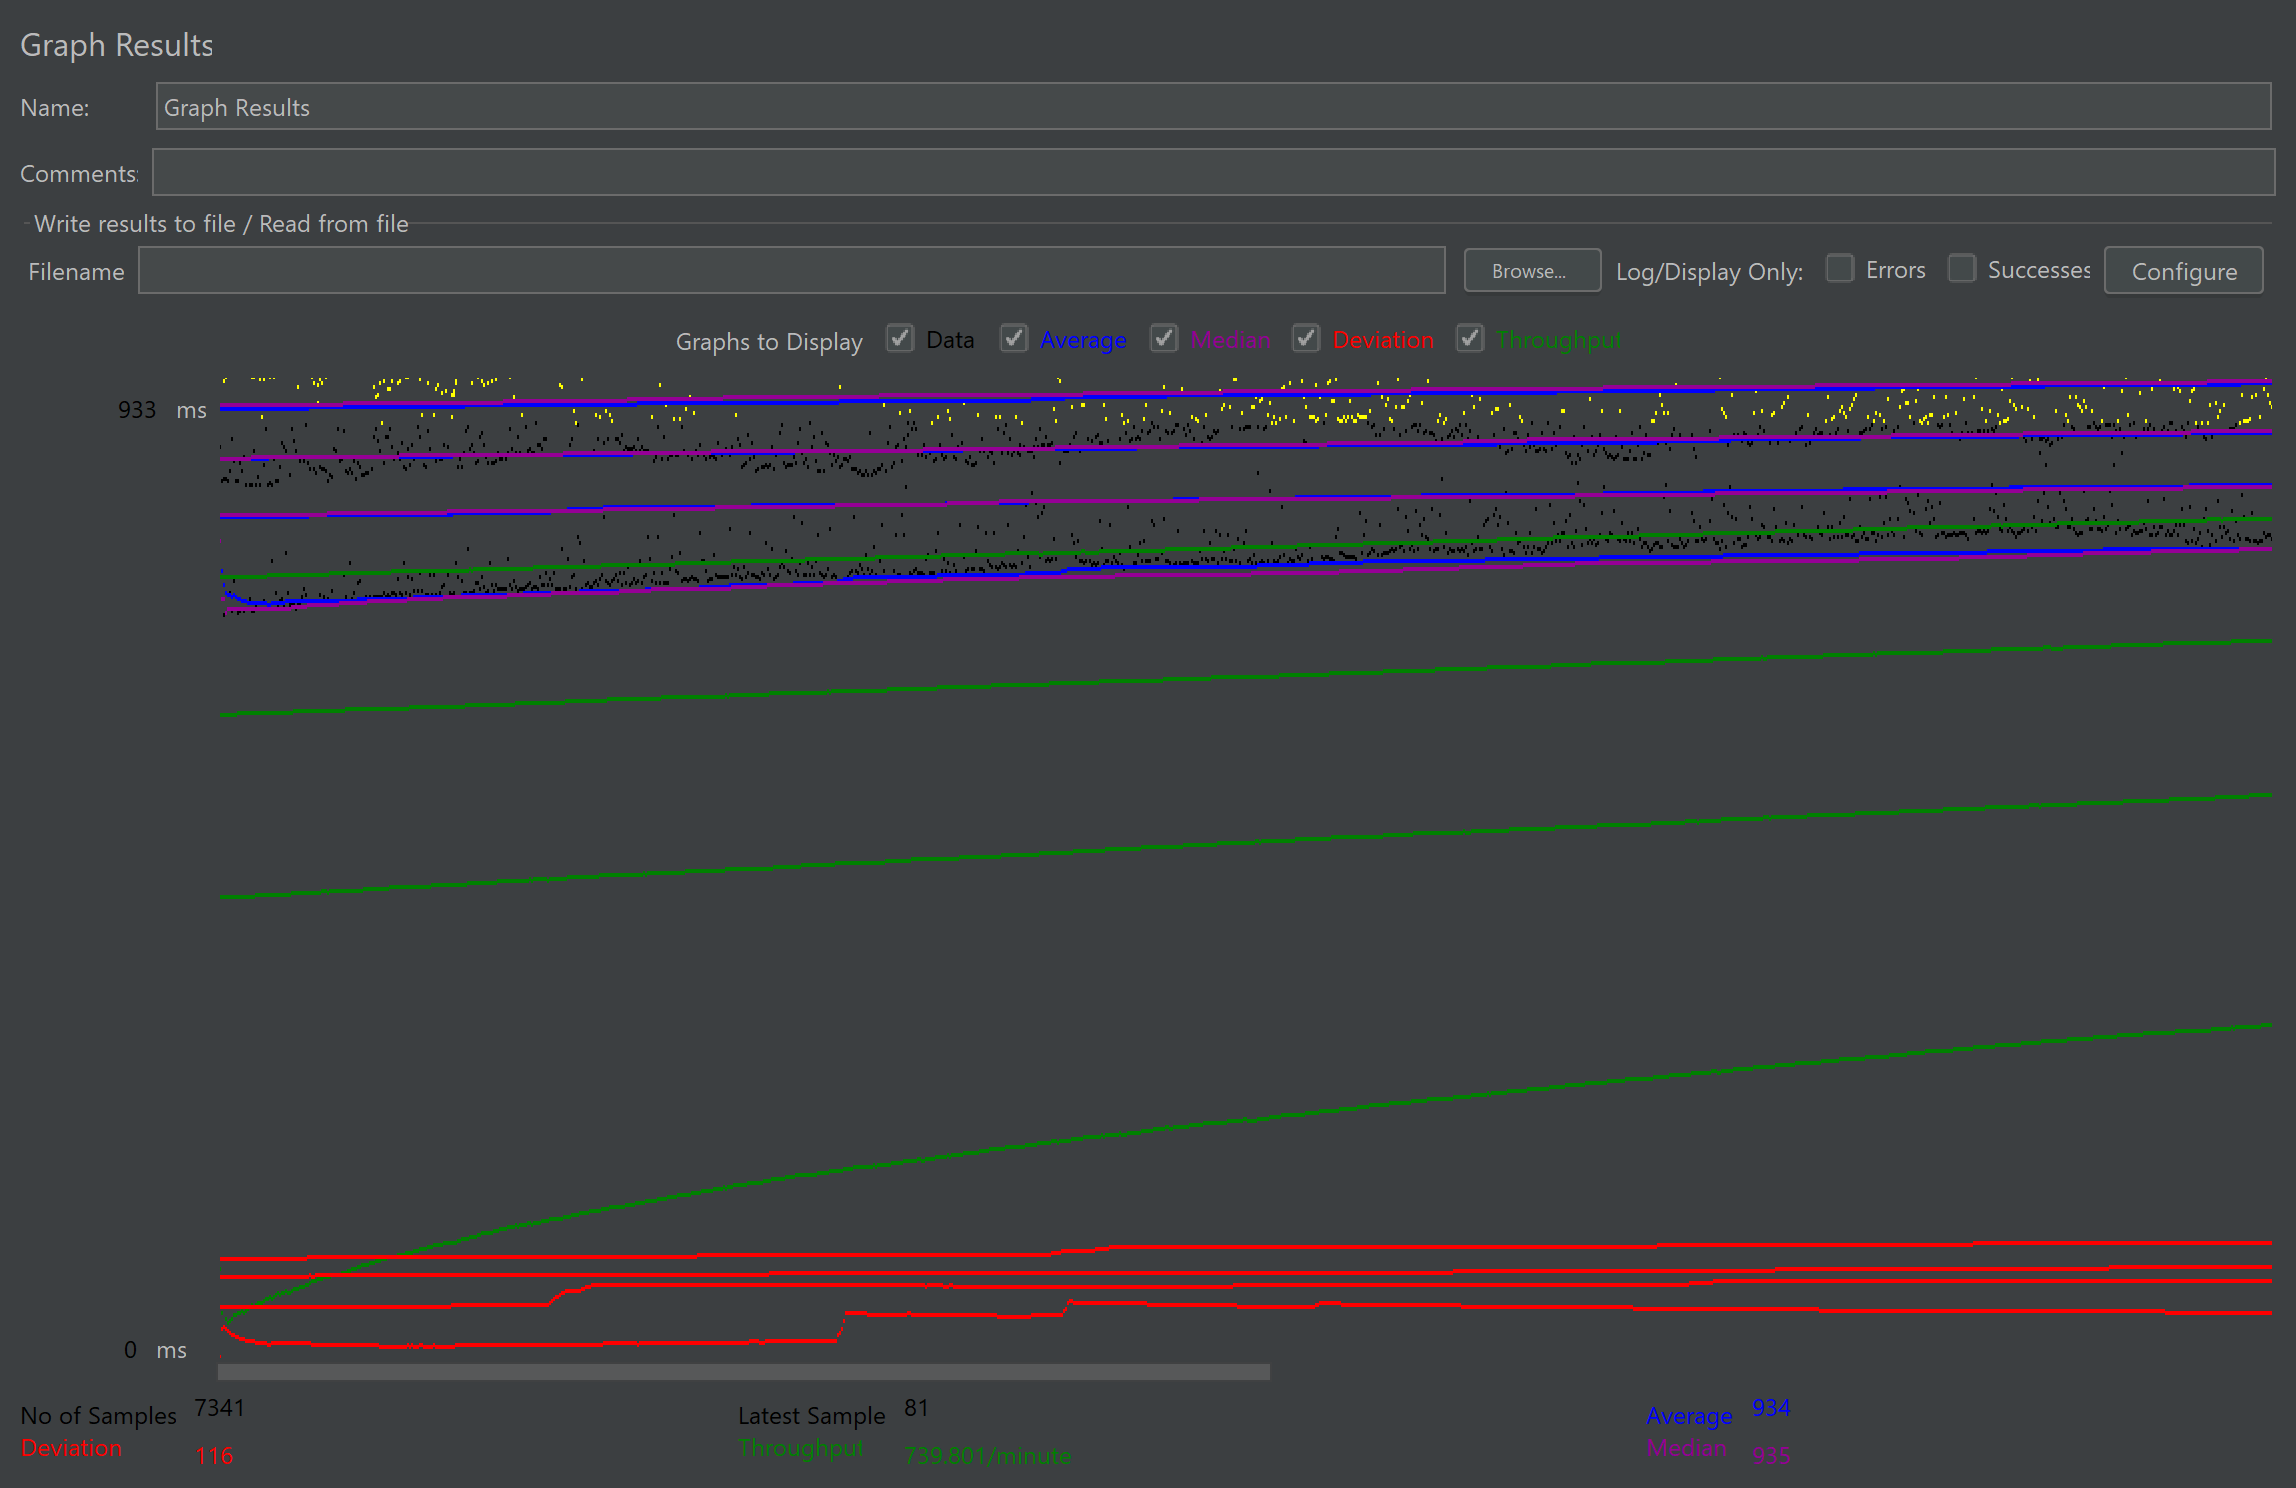 Graph Results
Name: Graph Results
Comments:
Write results to file / Read from file
Filename Browse... Log/Display Only: Errors Successes Configure
Graphs to Display Data Average Median Deviation Throughput
933 ms
0 ms
No of Samples 7341 Latest Sample 81 Average 934
Deviation 116 Throughput 739.801/minute Median 935